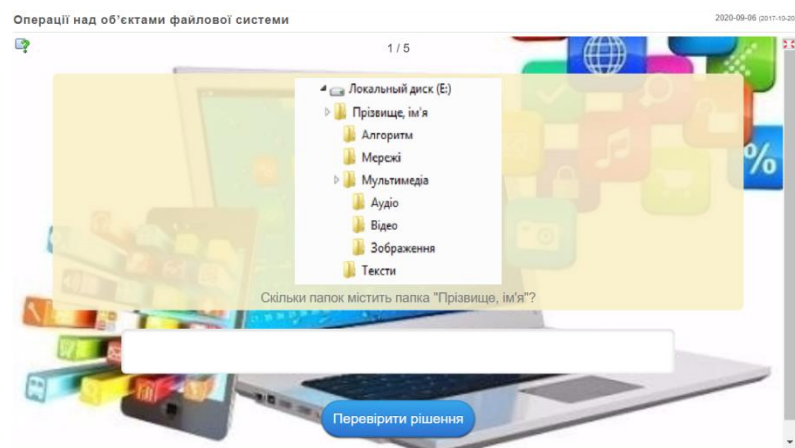 Операції над об'єктами файлової системи
2020-09-06 (2017-10-20
1 / 5
Локальный диск (E:)
Прізвище, ім'я
Алгоритм
Мережі
Мультимедіа
Аудіо
Відео
Зображення
Тексти
%
Скільки папок містить папка "Прізвище, ім'я"?
Перевірити рішення